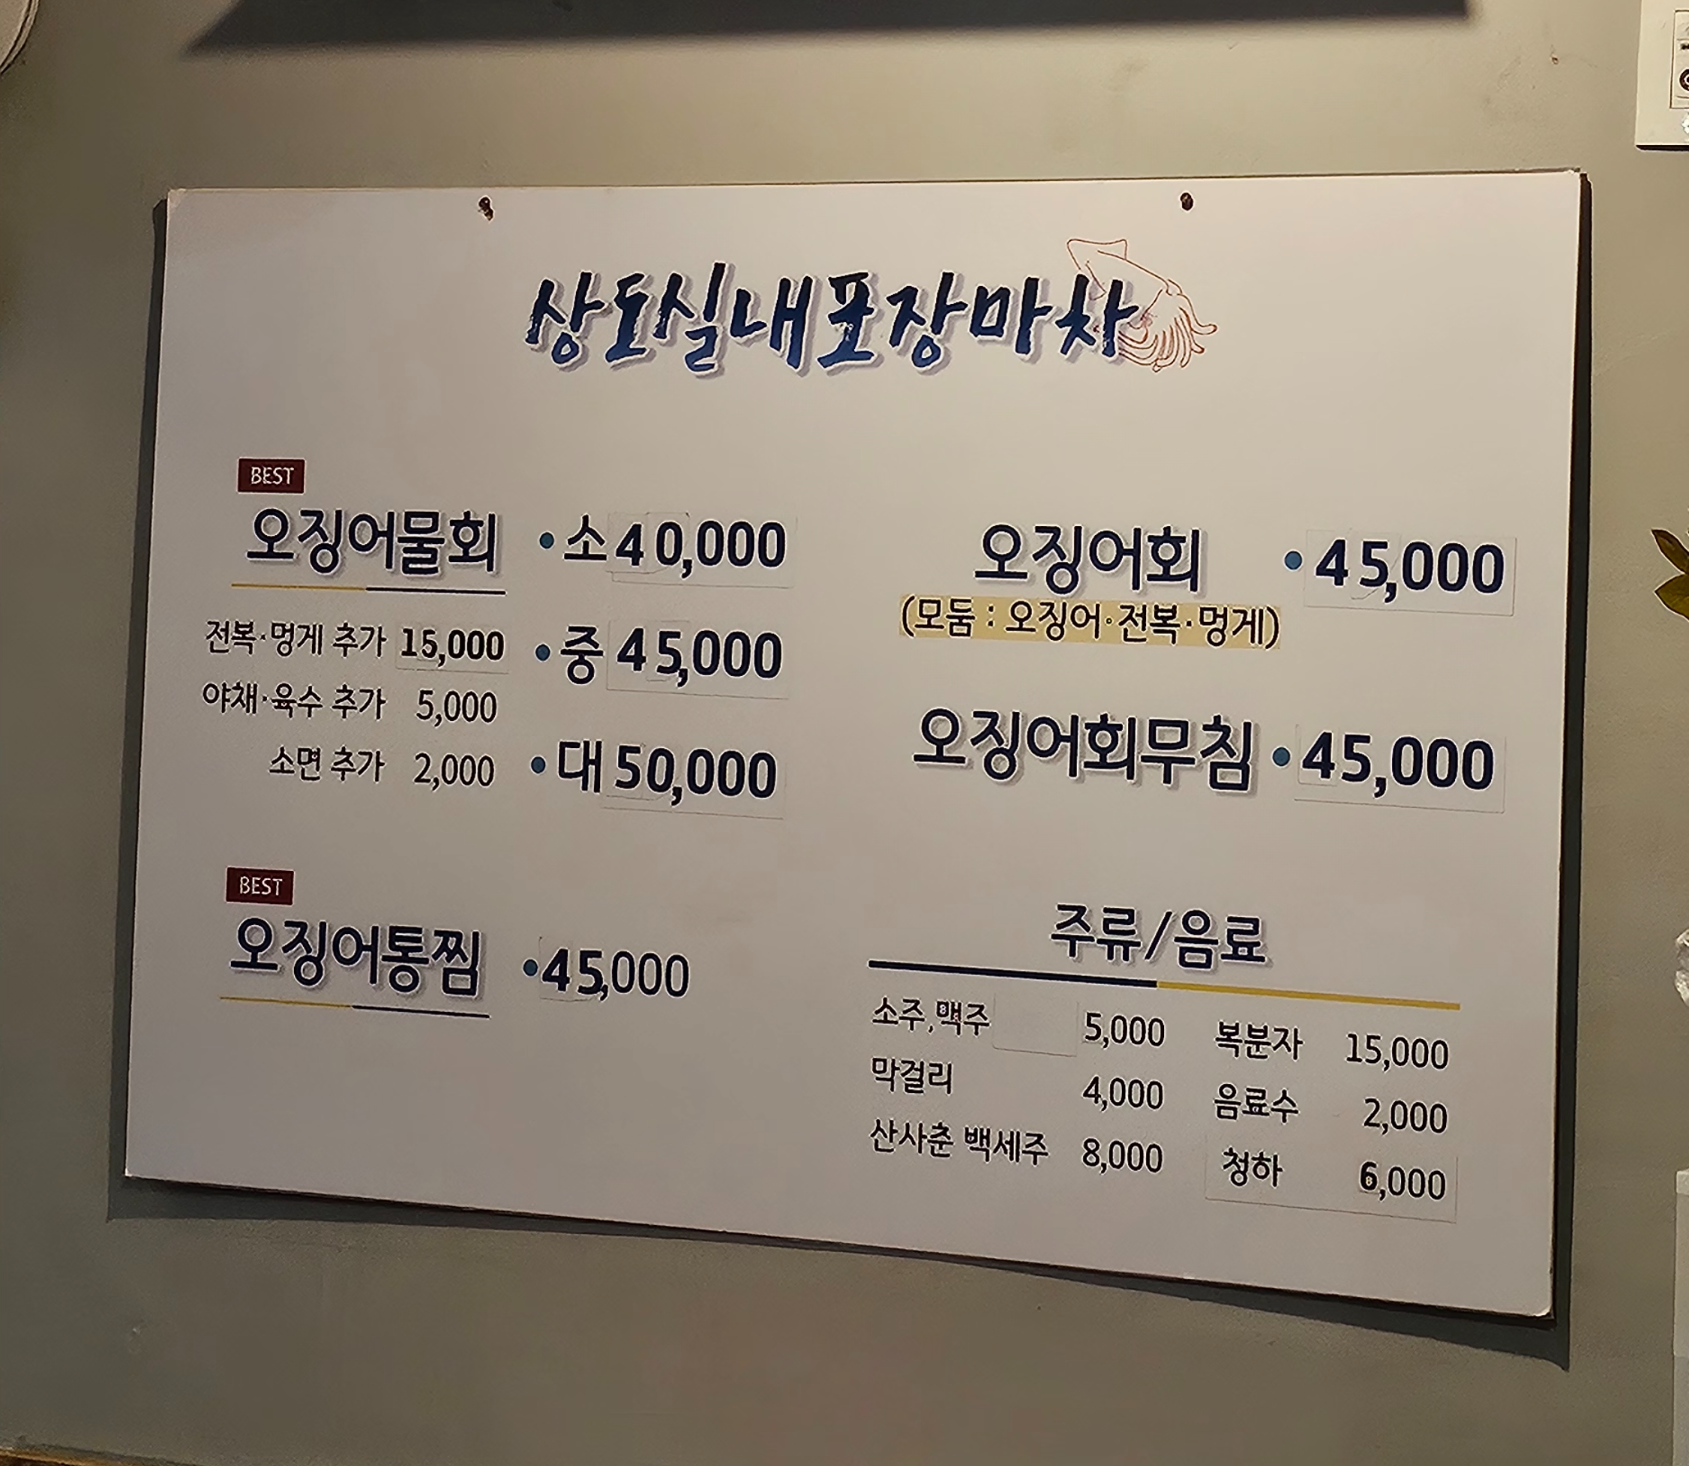 상도실내포장마차
BEST
오징어물회 • 소 40,000
전복·멍게 추가 15,000 • 중 45,000
야채·육수 추가 5,000
소면 추가 2,000 • 대 50,000
BEST
오징어통찜 • 45,000
오징어회 • 45,000
(모둠 : 오징어·전복·멍게)
오징어회무침 • 45,000
주류/음료
소주,맥주 5,000 복분자 15,000
막걸리 4,000 음료수 2,000
산사춘 백세주 8,000 청하 6,000